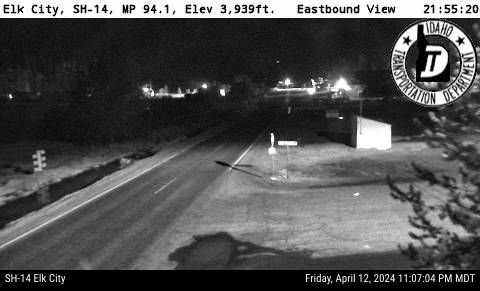 Elk City, SH-14, MP 94.1, Elev 3,939ft. Eastbound View 21:55:20
IDAHO
TRANSPORTATION DEPARTMENT
SH-14 Elk City Friday, April 12, 2024 11:07:04 PM MDT